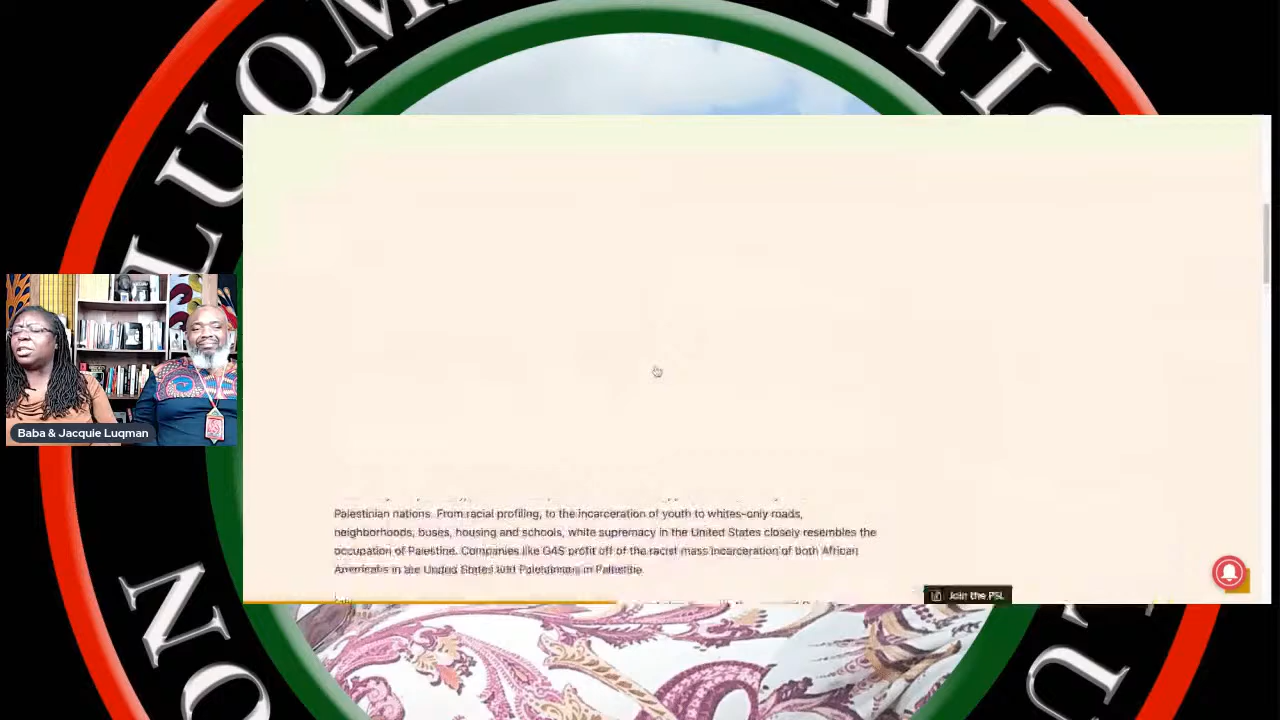 LUQM
ATIO
ON
UT
Palestinian nations. From racial profiling, to the incarceration of youth to whites-only roads,
neighborhoods, buses, housing and schools, white supremacy in the United States closely resembles the
occupation of Palestine. Companies like G4S profit off of the racist mass incarceration of both African
Americans in the United States and Palestinians in Palestine.
Join the PSL
Baba & Jacquie Luqman